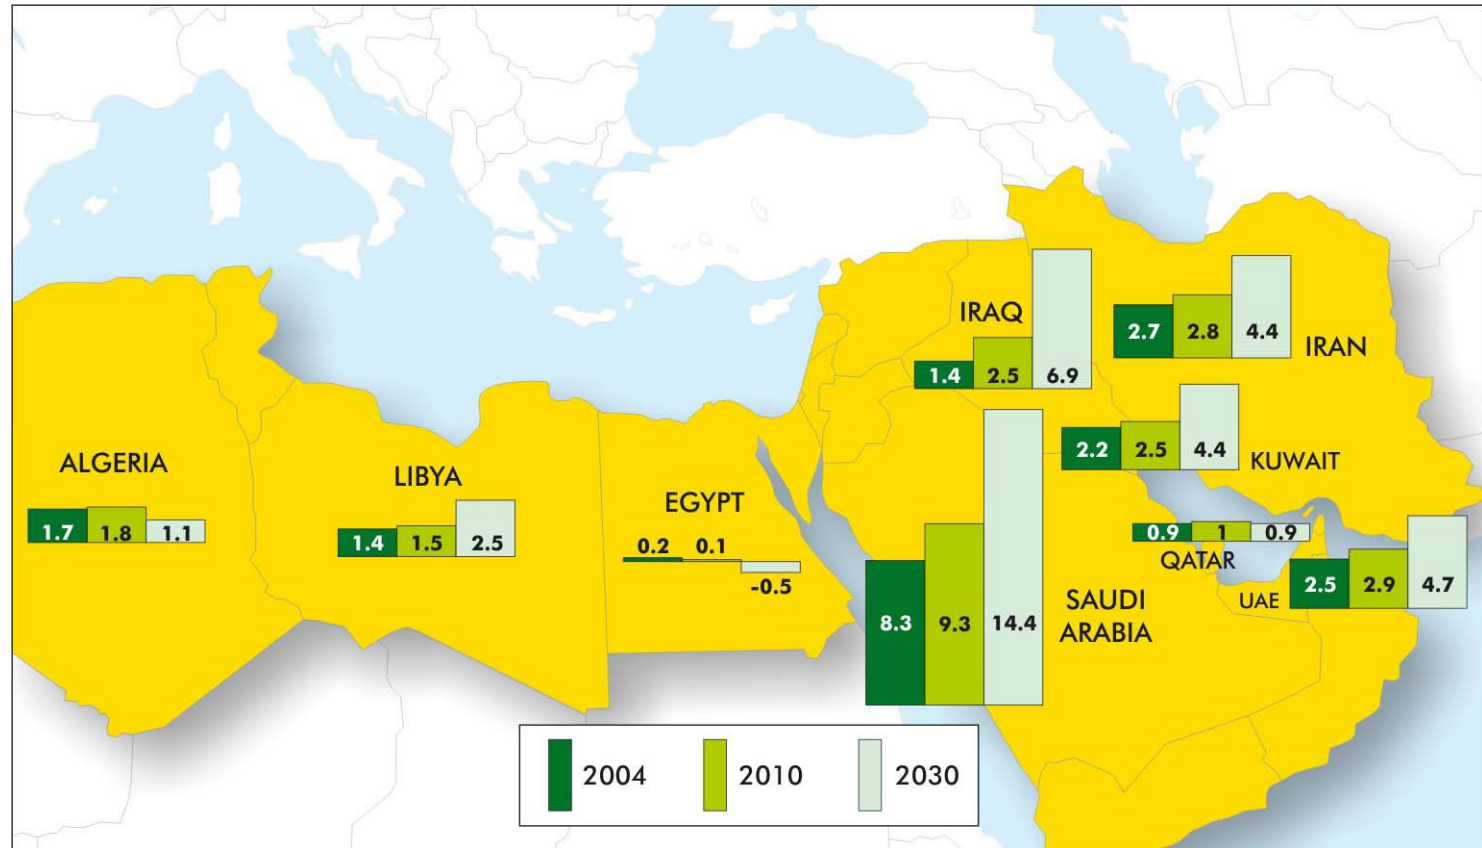 IRAQ
1.4 2.5 6.9
2.7 2.8 4.4
IRAN
2.2 2.5 4.4
KUWAIT
ALGERIA
1.7 1.8 1.1
LIBYA
1.4 1.5 2.5
EGYPT
0.2 0.1
-0.5
0.9 1 0.9
QATAR
UAE
2.5 2.9 4.7
8.3 9.3 14.4
SAUDI
ARABIA
2004 2010 2030